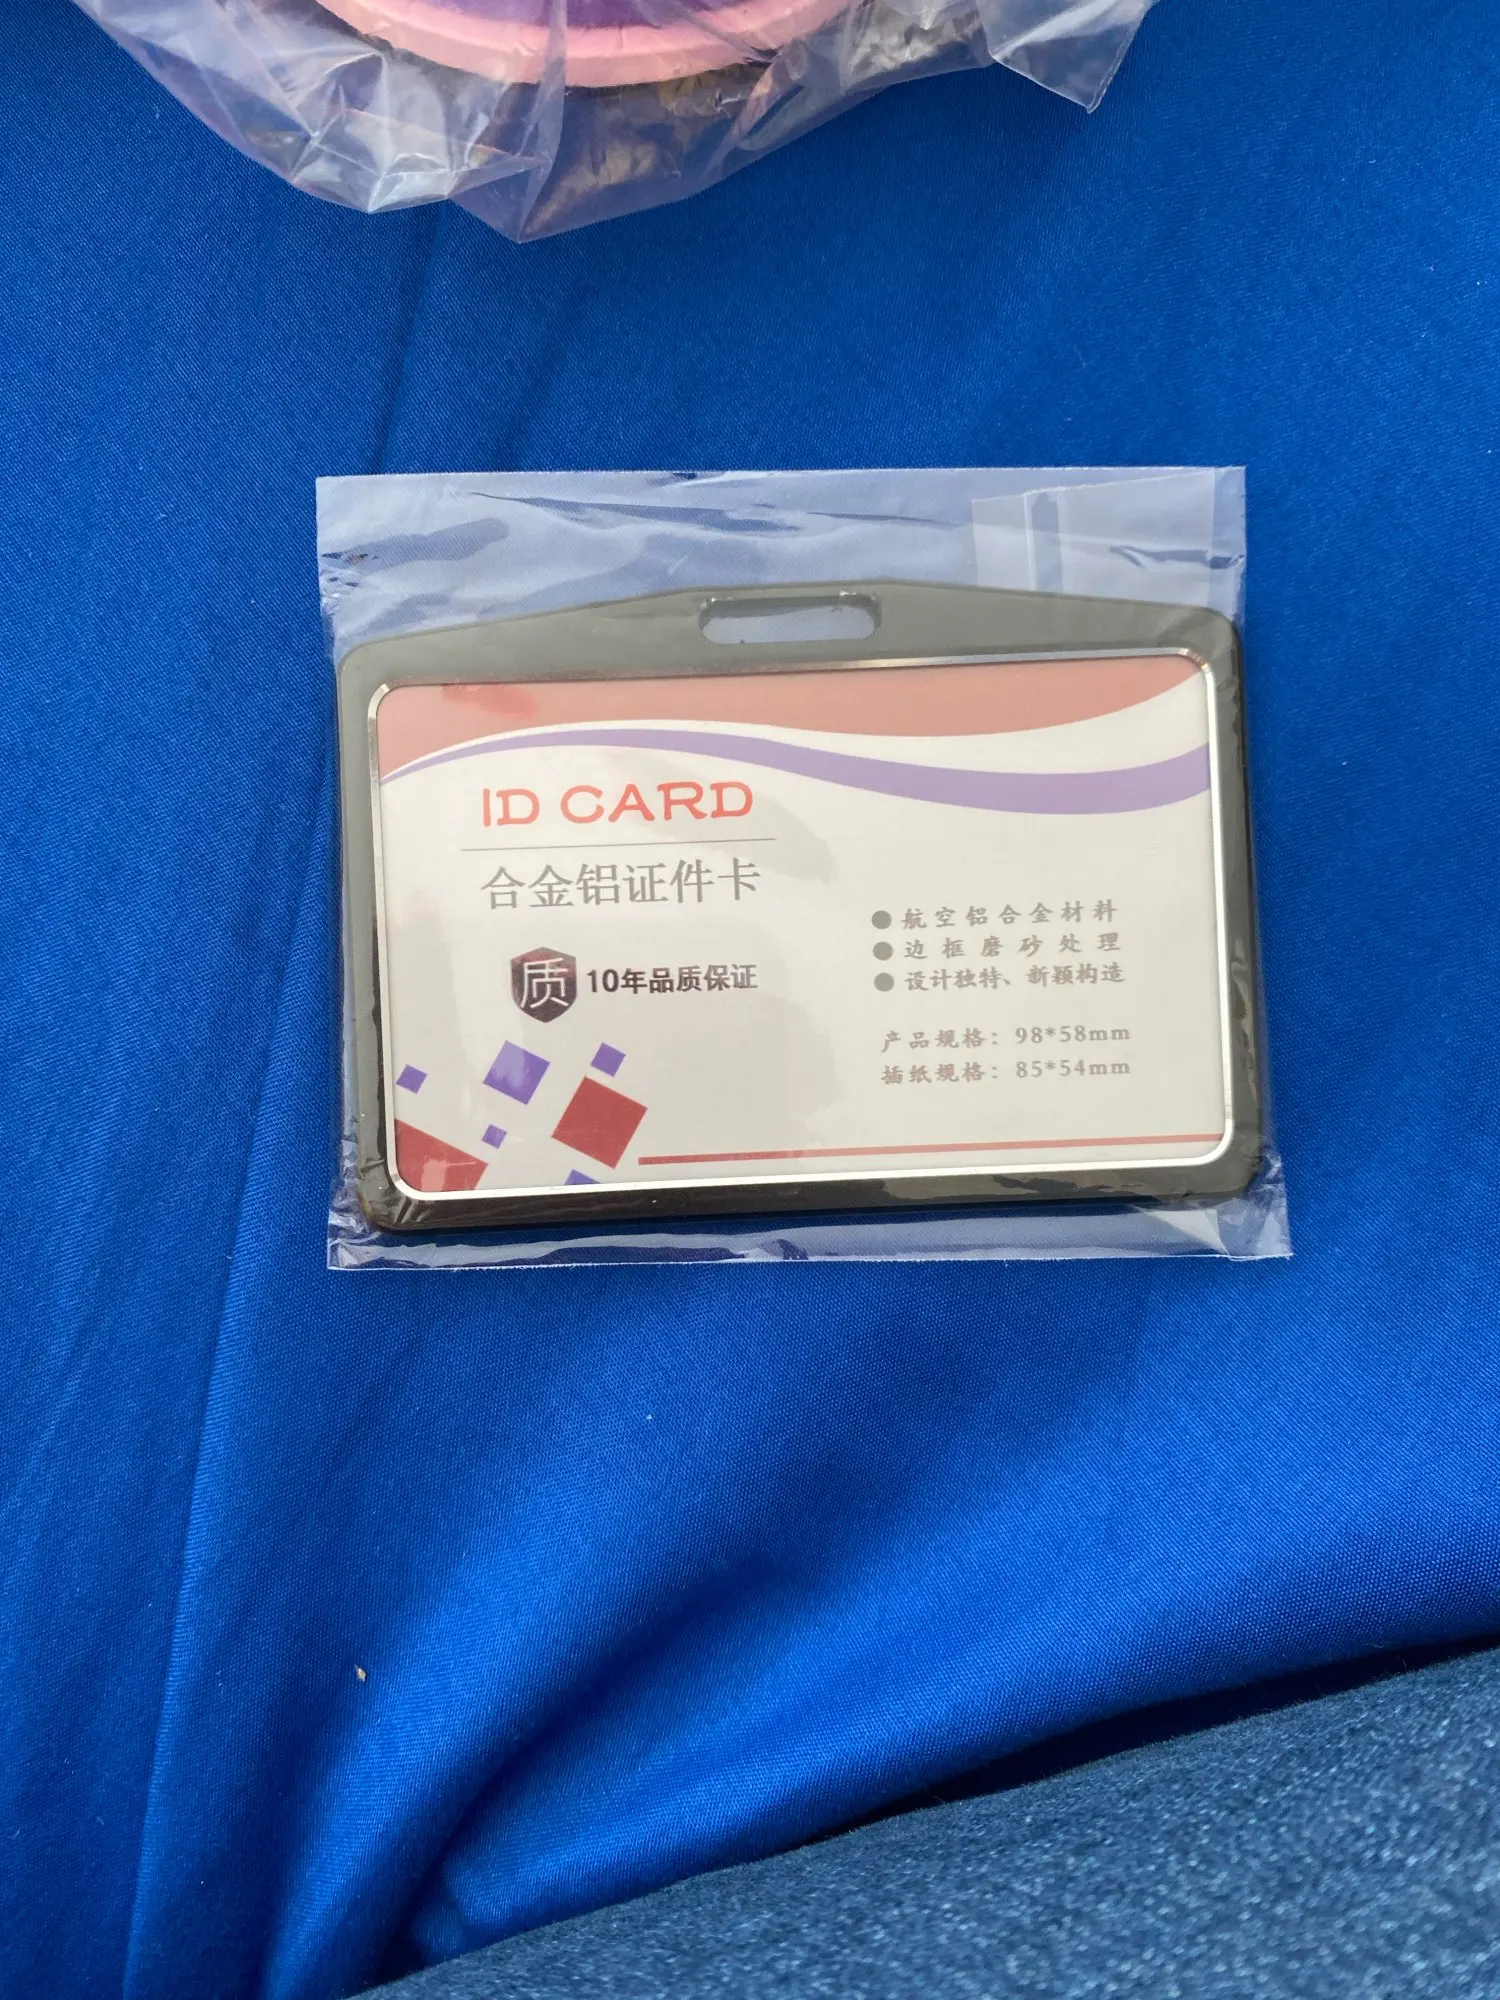 ID CARD
合金铝证件卡
质 10年品质保证
● 航空铝合金材料
● 边框磨砂处理
● 设计独特、新颖构造
产品规格：98*58mm
插纸规格：85*54mm